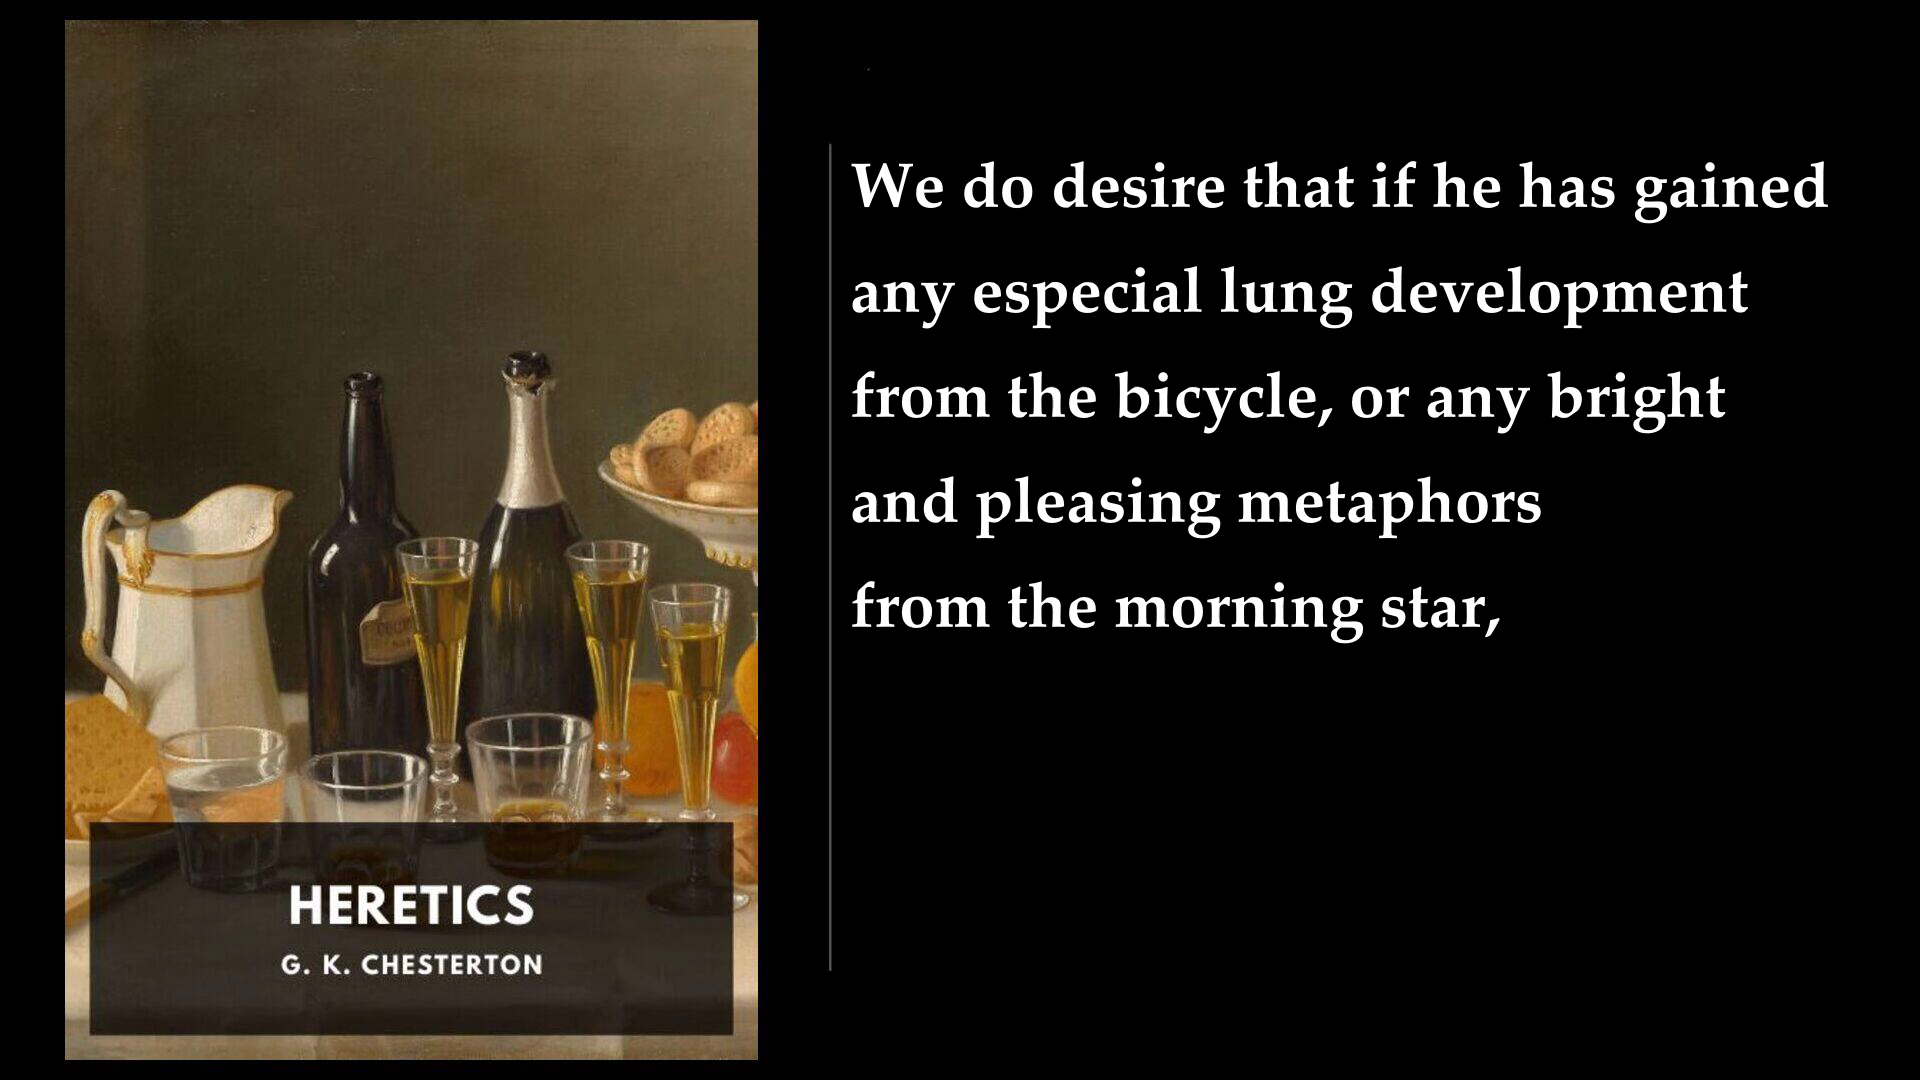 We do desire that if he has gained
any especial lung development
from the bicycle, or any bright
and pleasing metaphors
from the morning star,
HERETICS
G. K. CHESTERTON